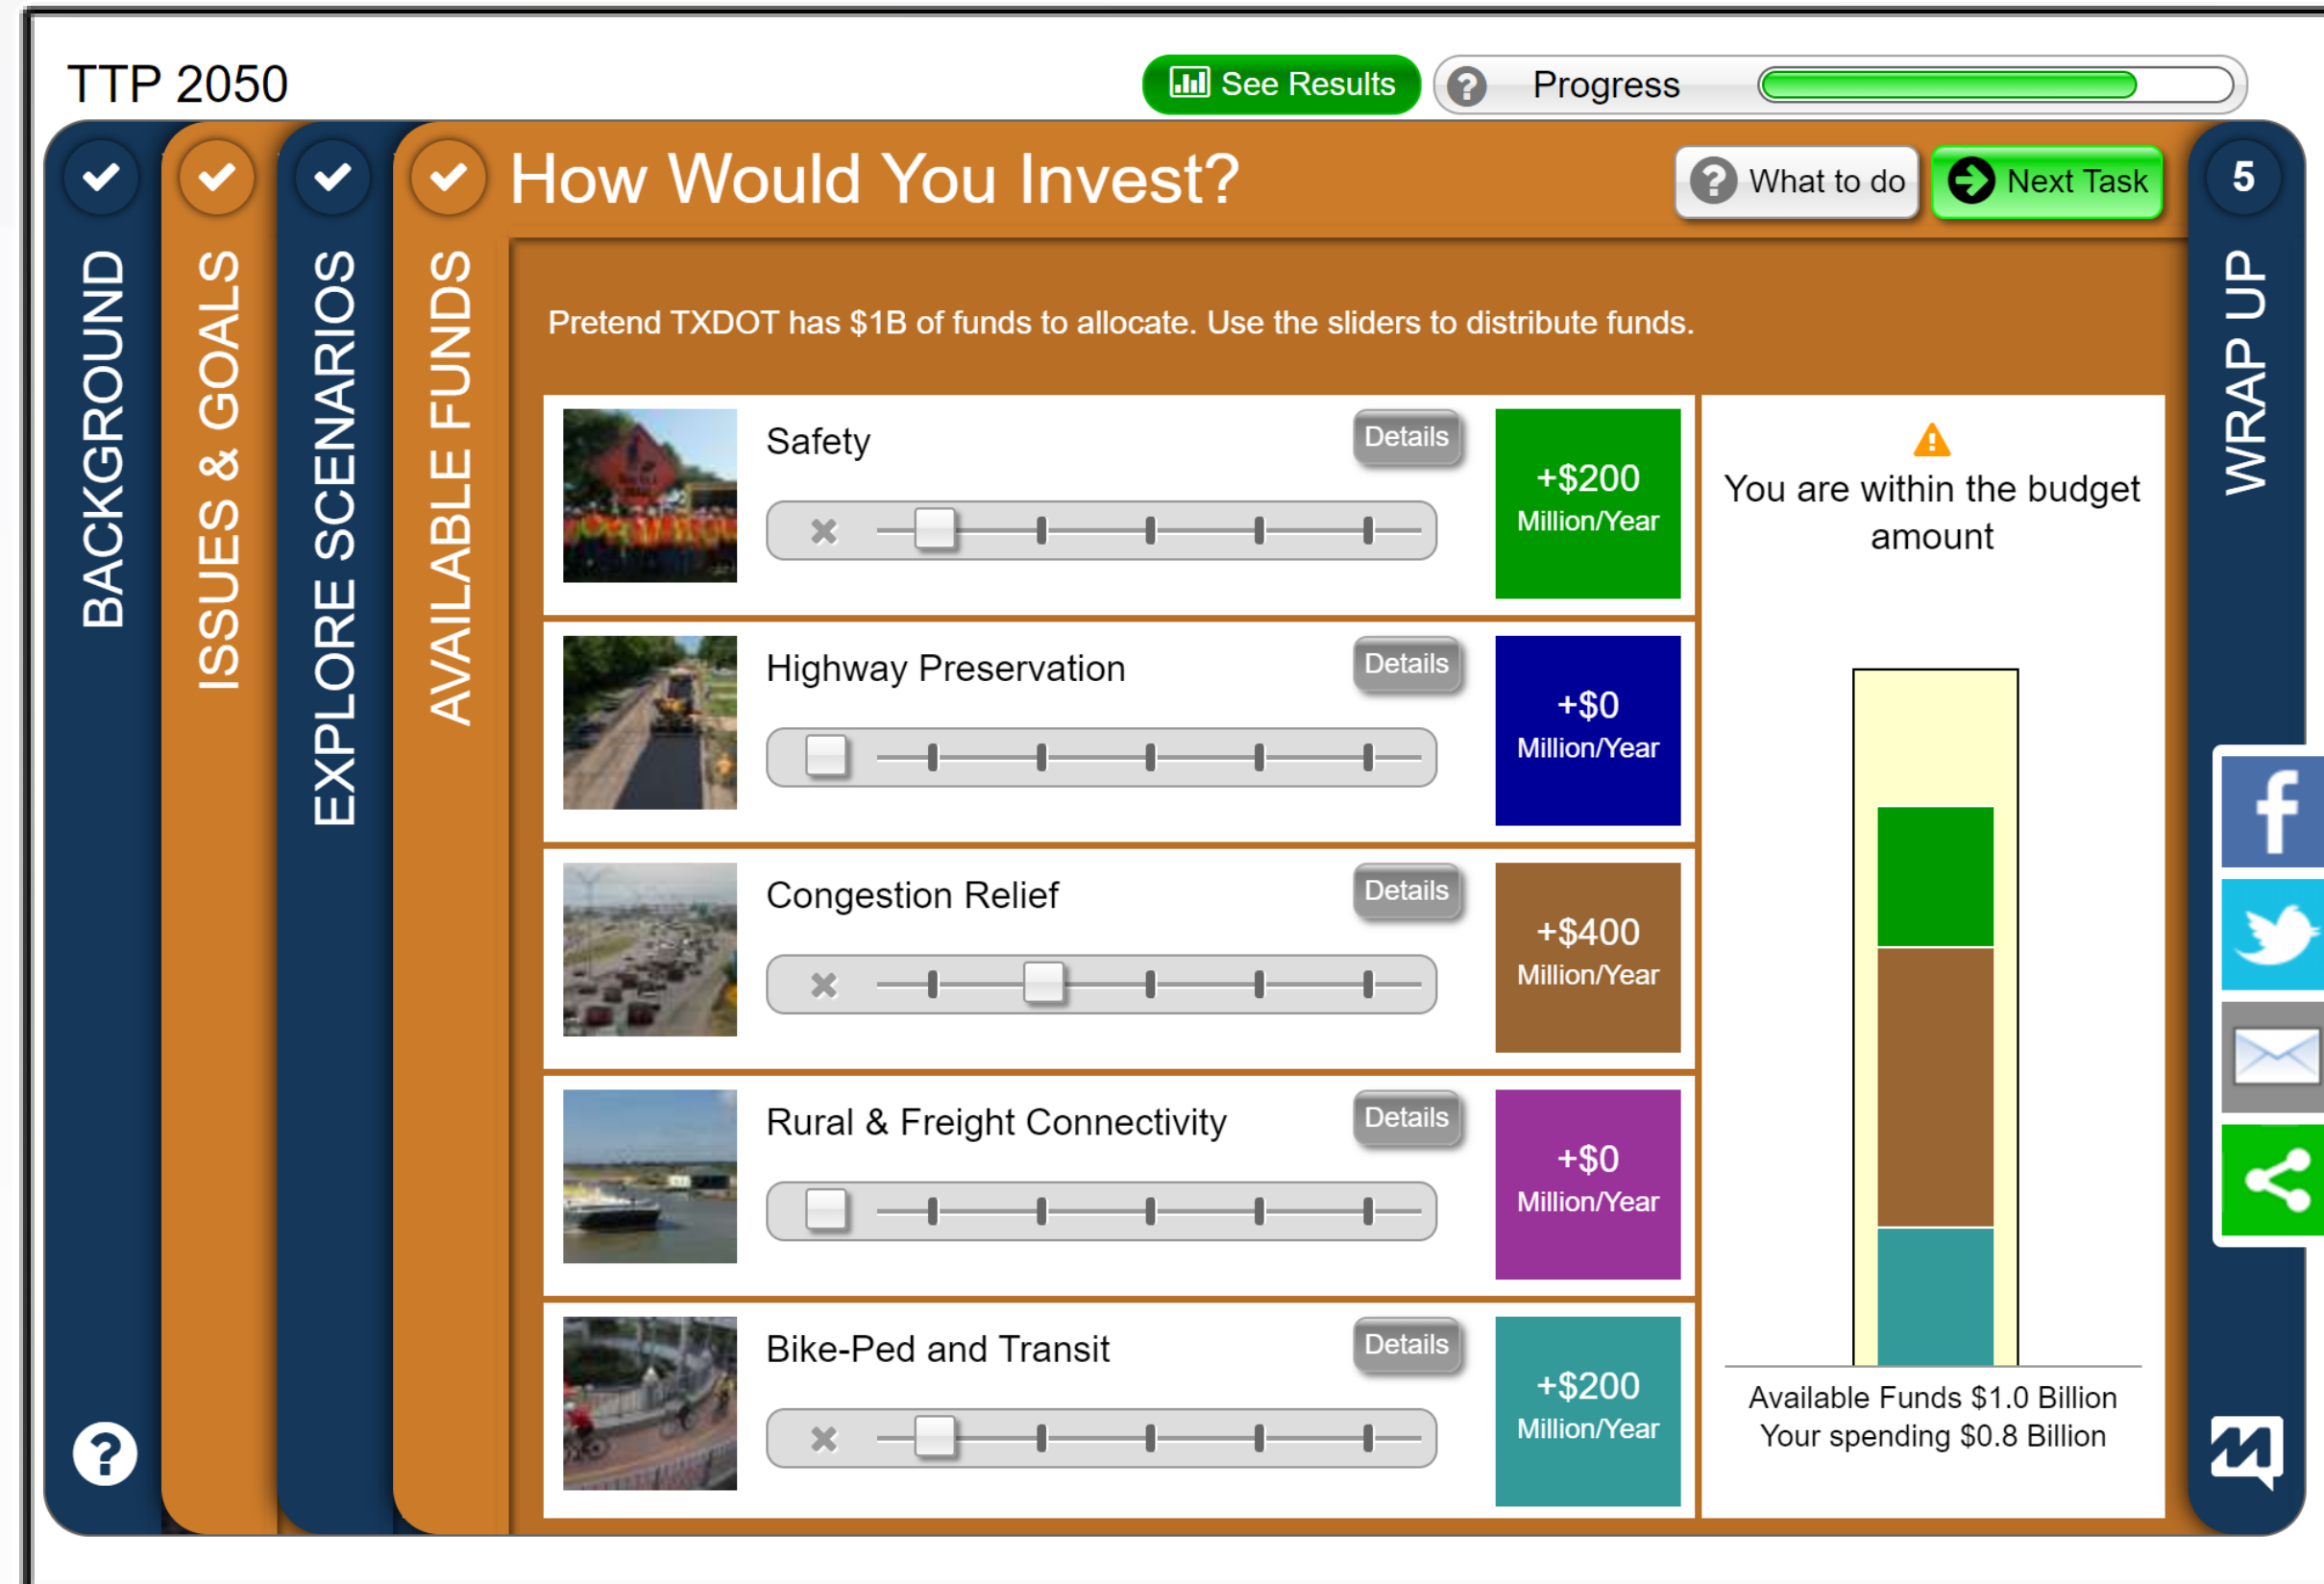 TTP 2050
See Results
? Progress
BACKGROUND
ISSUES & GOALS
EXPLORE SCENARIOS
AVAILABLE FUNDS
How Would You Invest?
? What to do
Next Task
Pretend TXDOT has $1B of funds to allocate. Use the sliders to distribute funds.
Safety
Details
+$200
Million/Year
Highway Preservation
Details
+$0
Million/Year
Congestion Relief
Details
+$400
Million/Year
Rural & Freight Connectivity
Details
+$0
Million/Year
Bike-Ped and Transit
Details
+$200
Million/Year
You are within the budget
amount
Available Funds $1.0 Billion
Your spending $0.8 Billion
5
WRAP UP
f
?